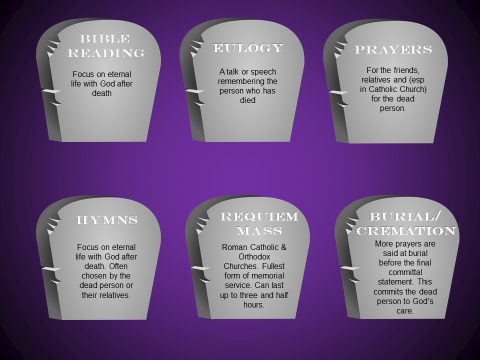 BIBLE
READING
Focus on eternal
life with God after
death
EULOGY
A talk or speech
remembering the
person who has
died
PRAYERS
For the friends,
relatives and (esp
in Catholic Church)
for the dead
person.
HYMNS
Focus on eternal
life with God after
death. Often
chosen by the
dead person or
their relatives.
REQUIEM
MASS
Roman Catholic &
Orthodox
Churches. Fullest
form of memorial
service. Can last
up to three and half
hours.
BURIAL/
CREMATION
More prayers are
said at burial
before the final
committal
statement. This
commits the dead
person to God's
care.